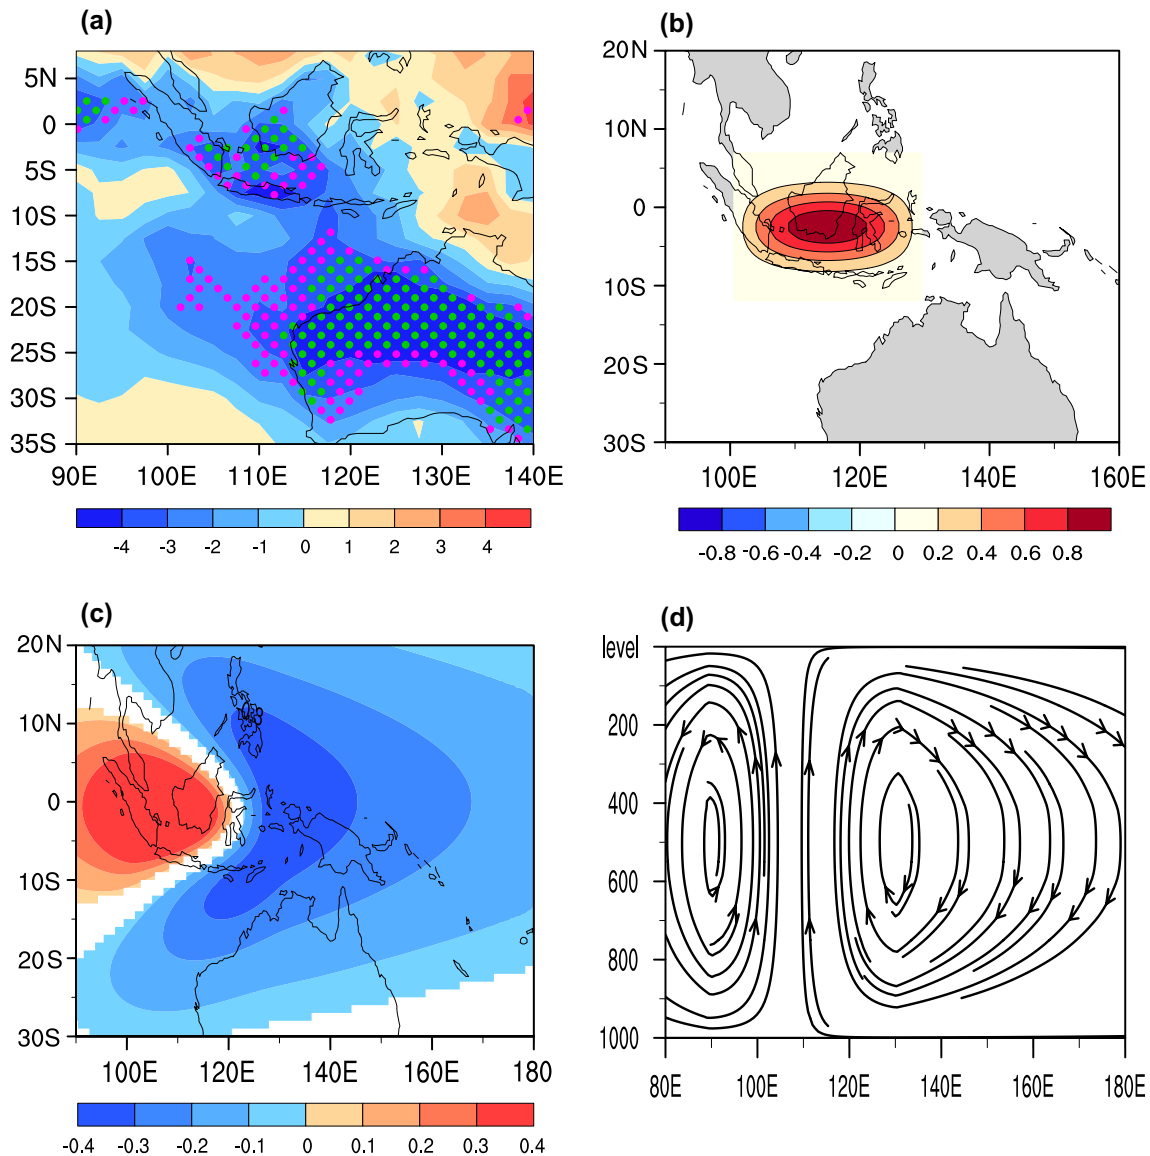 (a)
5N
0
5S
10S
15S
20S
25S
30S
35S
90E 100E 110E 120E 130E 140E
-4 -3 -2 -1 0 1 2 3 4
(b)
20N
10N
0
10S
20S
30S
100E 120E 140E 160E
-0.8 -0.6 -0.4 -0.2 0 0.2 0.4 0.6 0.8
(c)
20N
10N
0
10S
20S
30S
100E 120E 140E 160E 180
-0.4 -0.3 -0.2 -0.1 0 0.1 0.2 0.3 0.4
(d)
level
200
400
600
800
1000
80E 100E 120E 140E 160E 180E